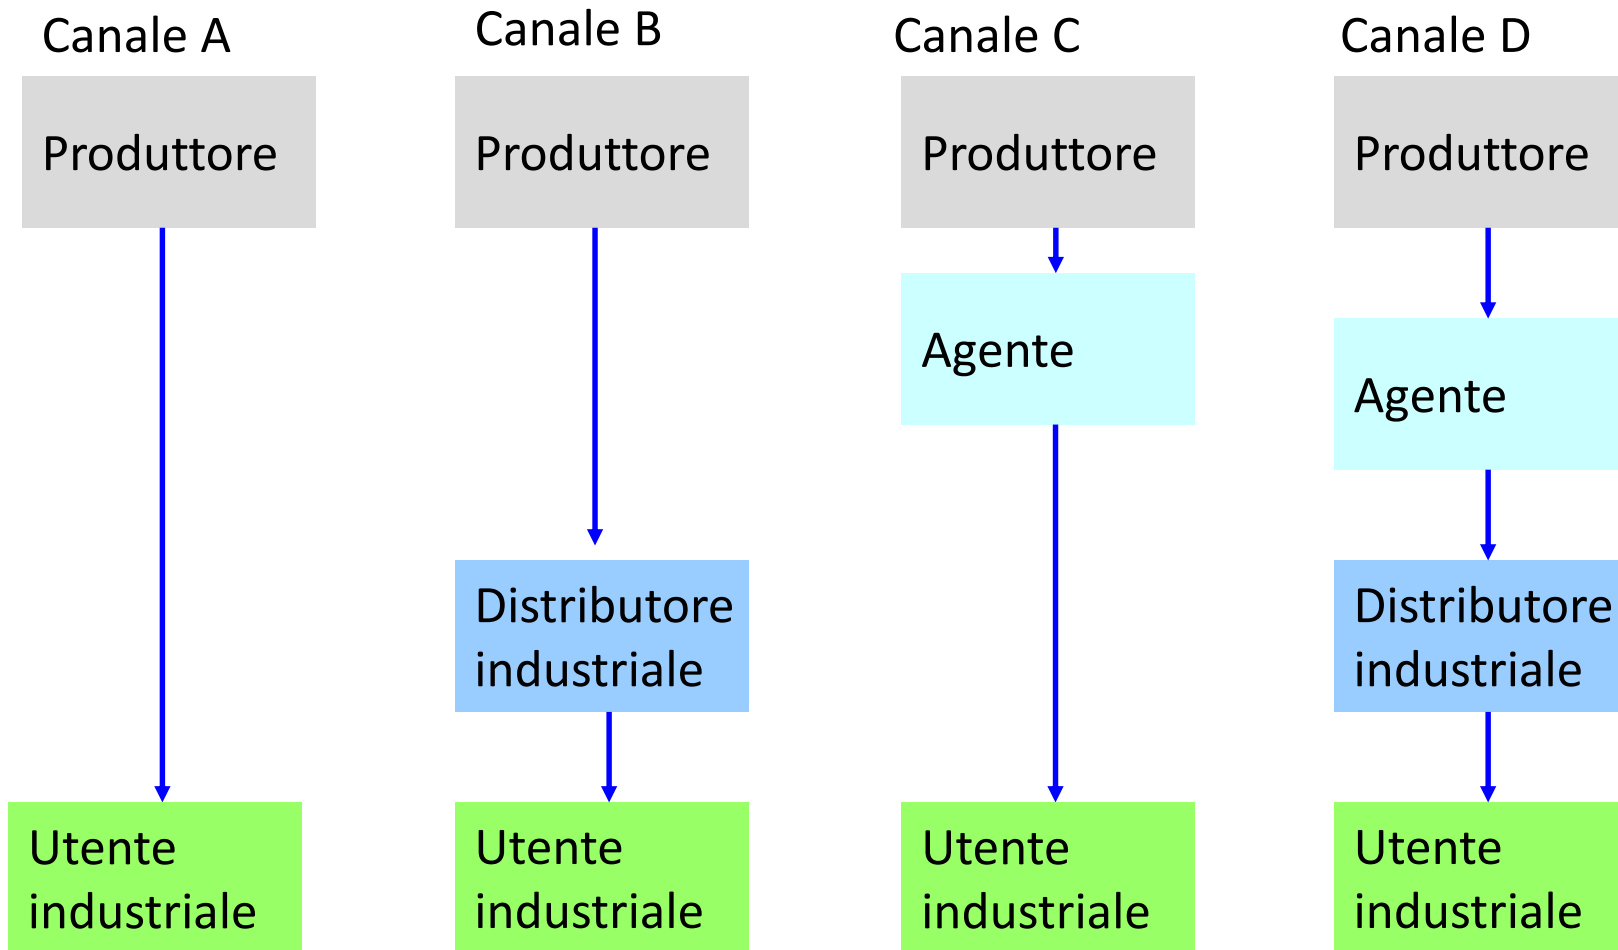 Canale A
Canale B
Canale C
Canale D
Produttore
Produttore
Produttore
Produttore
Agente
Agente
Distributore
industriale
Distributore
industriale
Utente
industriale
Utente
industriale
Utente
industriale
Utente
industriale